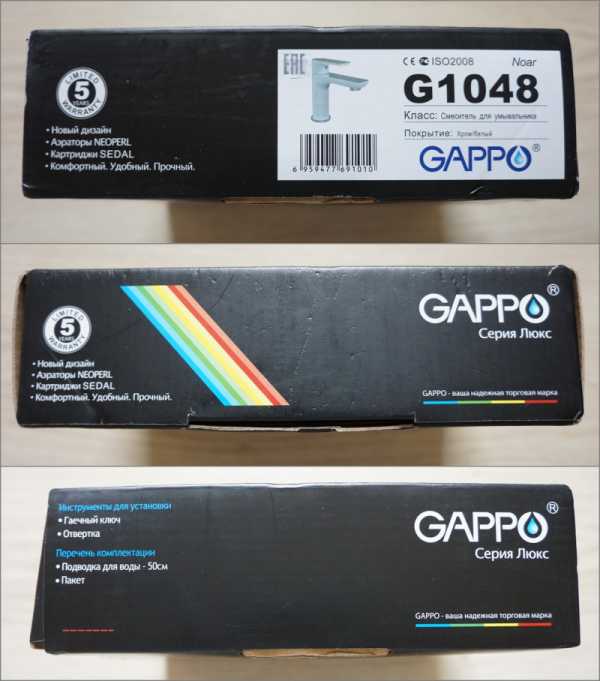 LIMITED
5
YEARS
WARRANTY
• Новый дизайн
• Аэраторы NEOPERL
• Картриджи SEDAL
• Комфортный. Удобный. Прочный.
EAC
CE ISO2008
Noar
G1048
Класс: Смеситель для умывальника
Покрытие: Хром/белый
6 959477 691010
GAPPO®
LIMITED
5
YEARS
WARRANTY
• Новый дизайн
• Аэраторы NEOPERL
• Картриджи SEDAL
• Комфортный. Удобный. Прочный.
GAPPO®
Серия Люкс
GAPPO - ваша надежная торговая марка
Инструменты для установки
• Гаечный ключ
• Отвертка
Перечень комплектации
• Подводка для воды - 50см
• Пакет
GAPPO®
Серия Люкс
GAPPO - ваша надежная торговая марка